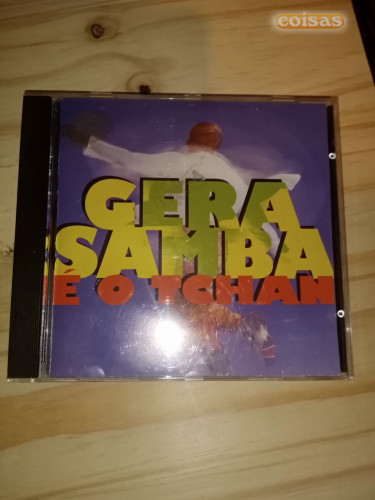 coisas
GERA
SAMBA
É O TCHAN